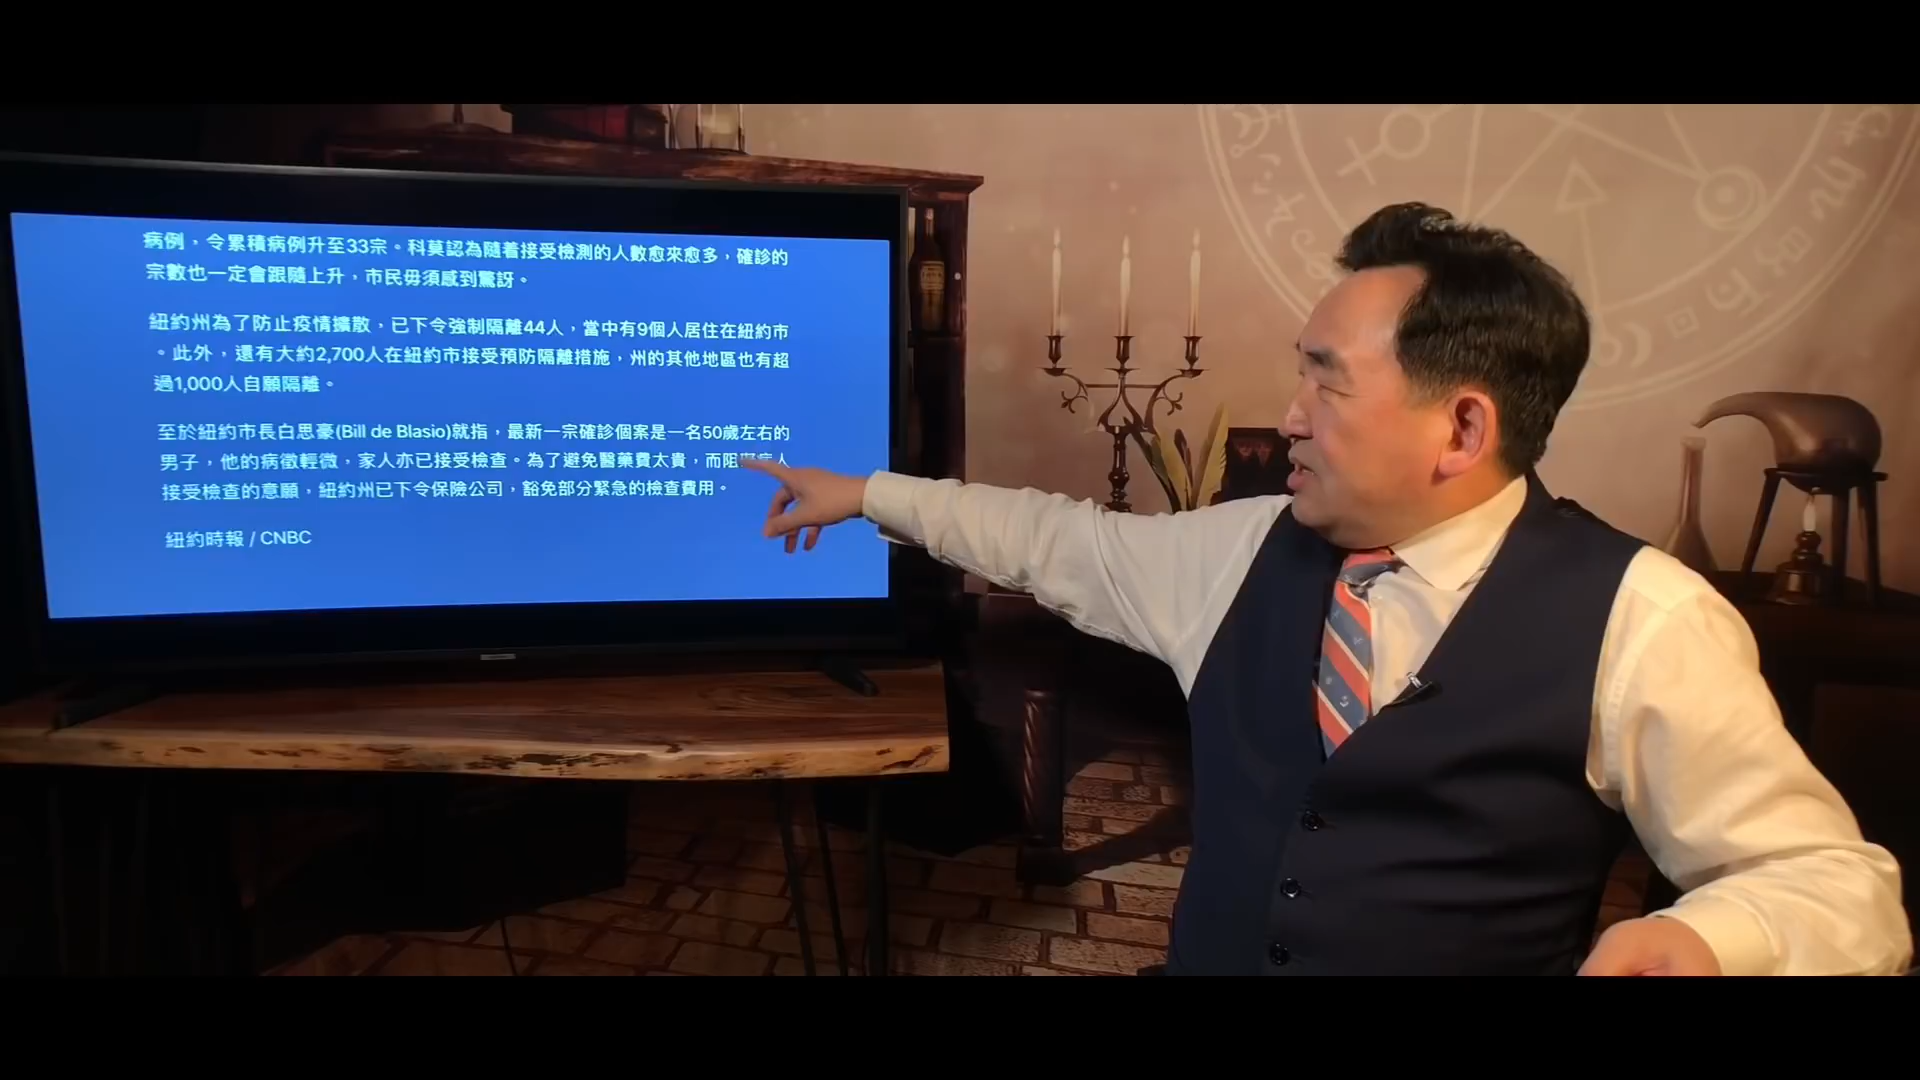 病例，令累積病例升至33宗。科莫認為隨着接受檢測的人數愈來愈多，確診的
宗數也一定會跟隨上升，市民毋須感到驚訝。
紐約州為了防止疫情擴散，已下令強制隔離44人，當中有9個人居住在紐約市
。此外，還有大約2,700人在紐約市接受預防隔離措施，州的其他地區也有超
過1,000人自願隔離。
至於紐約市長白思豪(Bill de Blasio)就指，最新一宗確診個案是一名50歲左右的
男子，他的病徵輕微，家人亦已接受檢查。為了避免醫藥費太貴，而阻人
接受檢查的意願，紐約州已下令保險公司，豁免部分緊急的檢查費用。
紐約時報 / CNBC